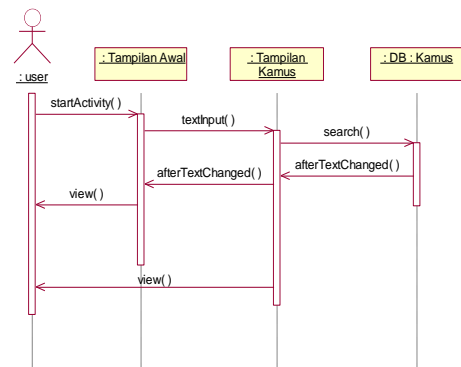 : Tampilan Awal
: Tampilan
Kamus
: DB : Kamus
: user
startActivity( )
textInput( )
search( )
afterTextChanged( )
afterTextChanged( )
view( )
view( )